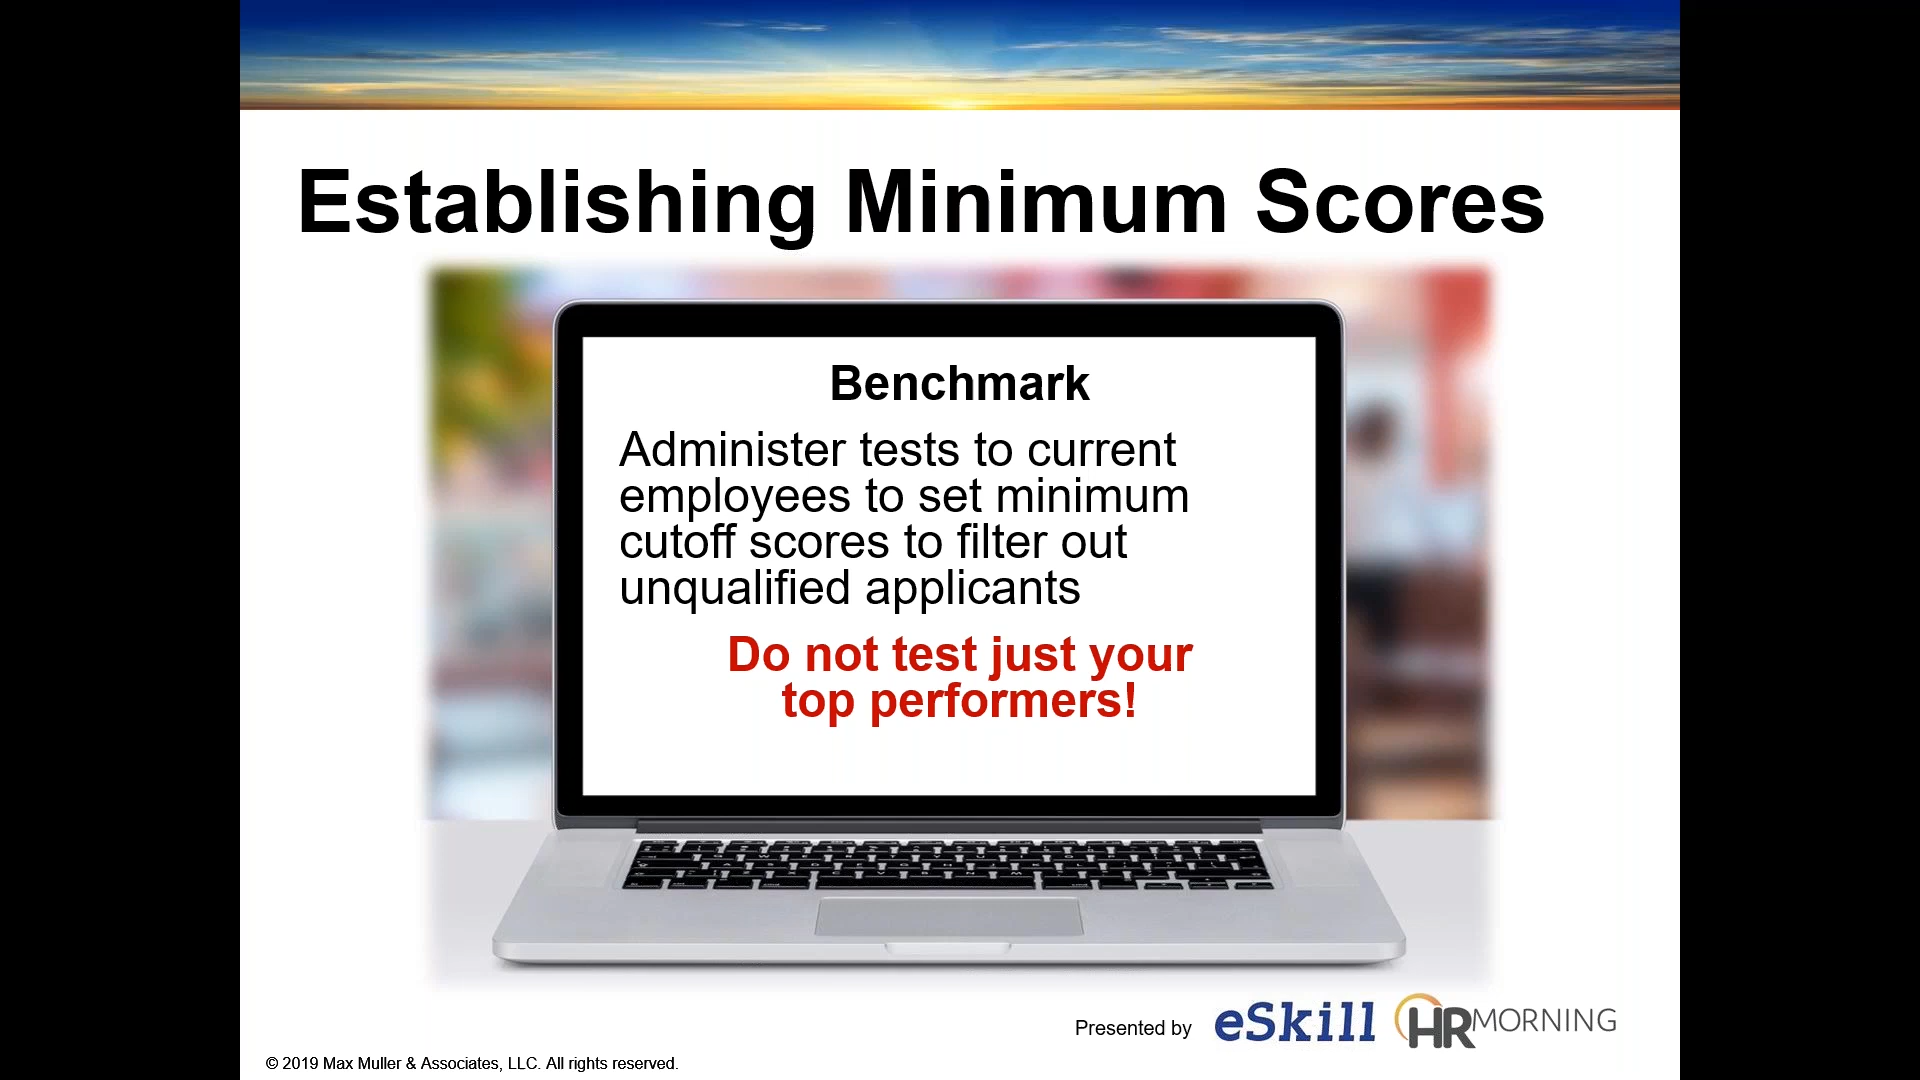 Establishing Minimum Scores
Benchmark
Administer tests to current
employees to set minimum
cutoff scores to filter out
unqualified applicants
Do not test just your
top performers!
Presented by eSkill HRMORNING
© 2019 Max Muller & Associates, LLC. All rights reserved.